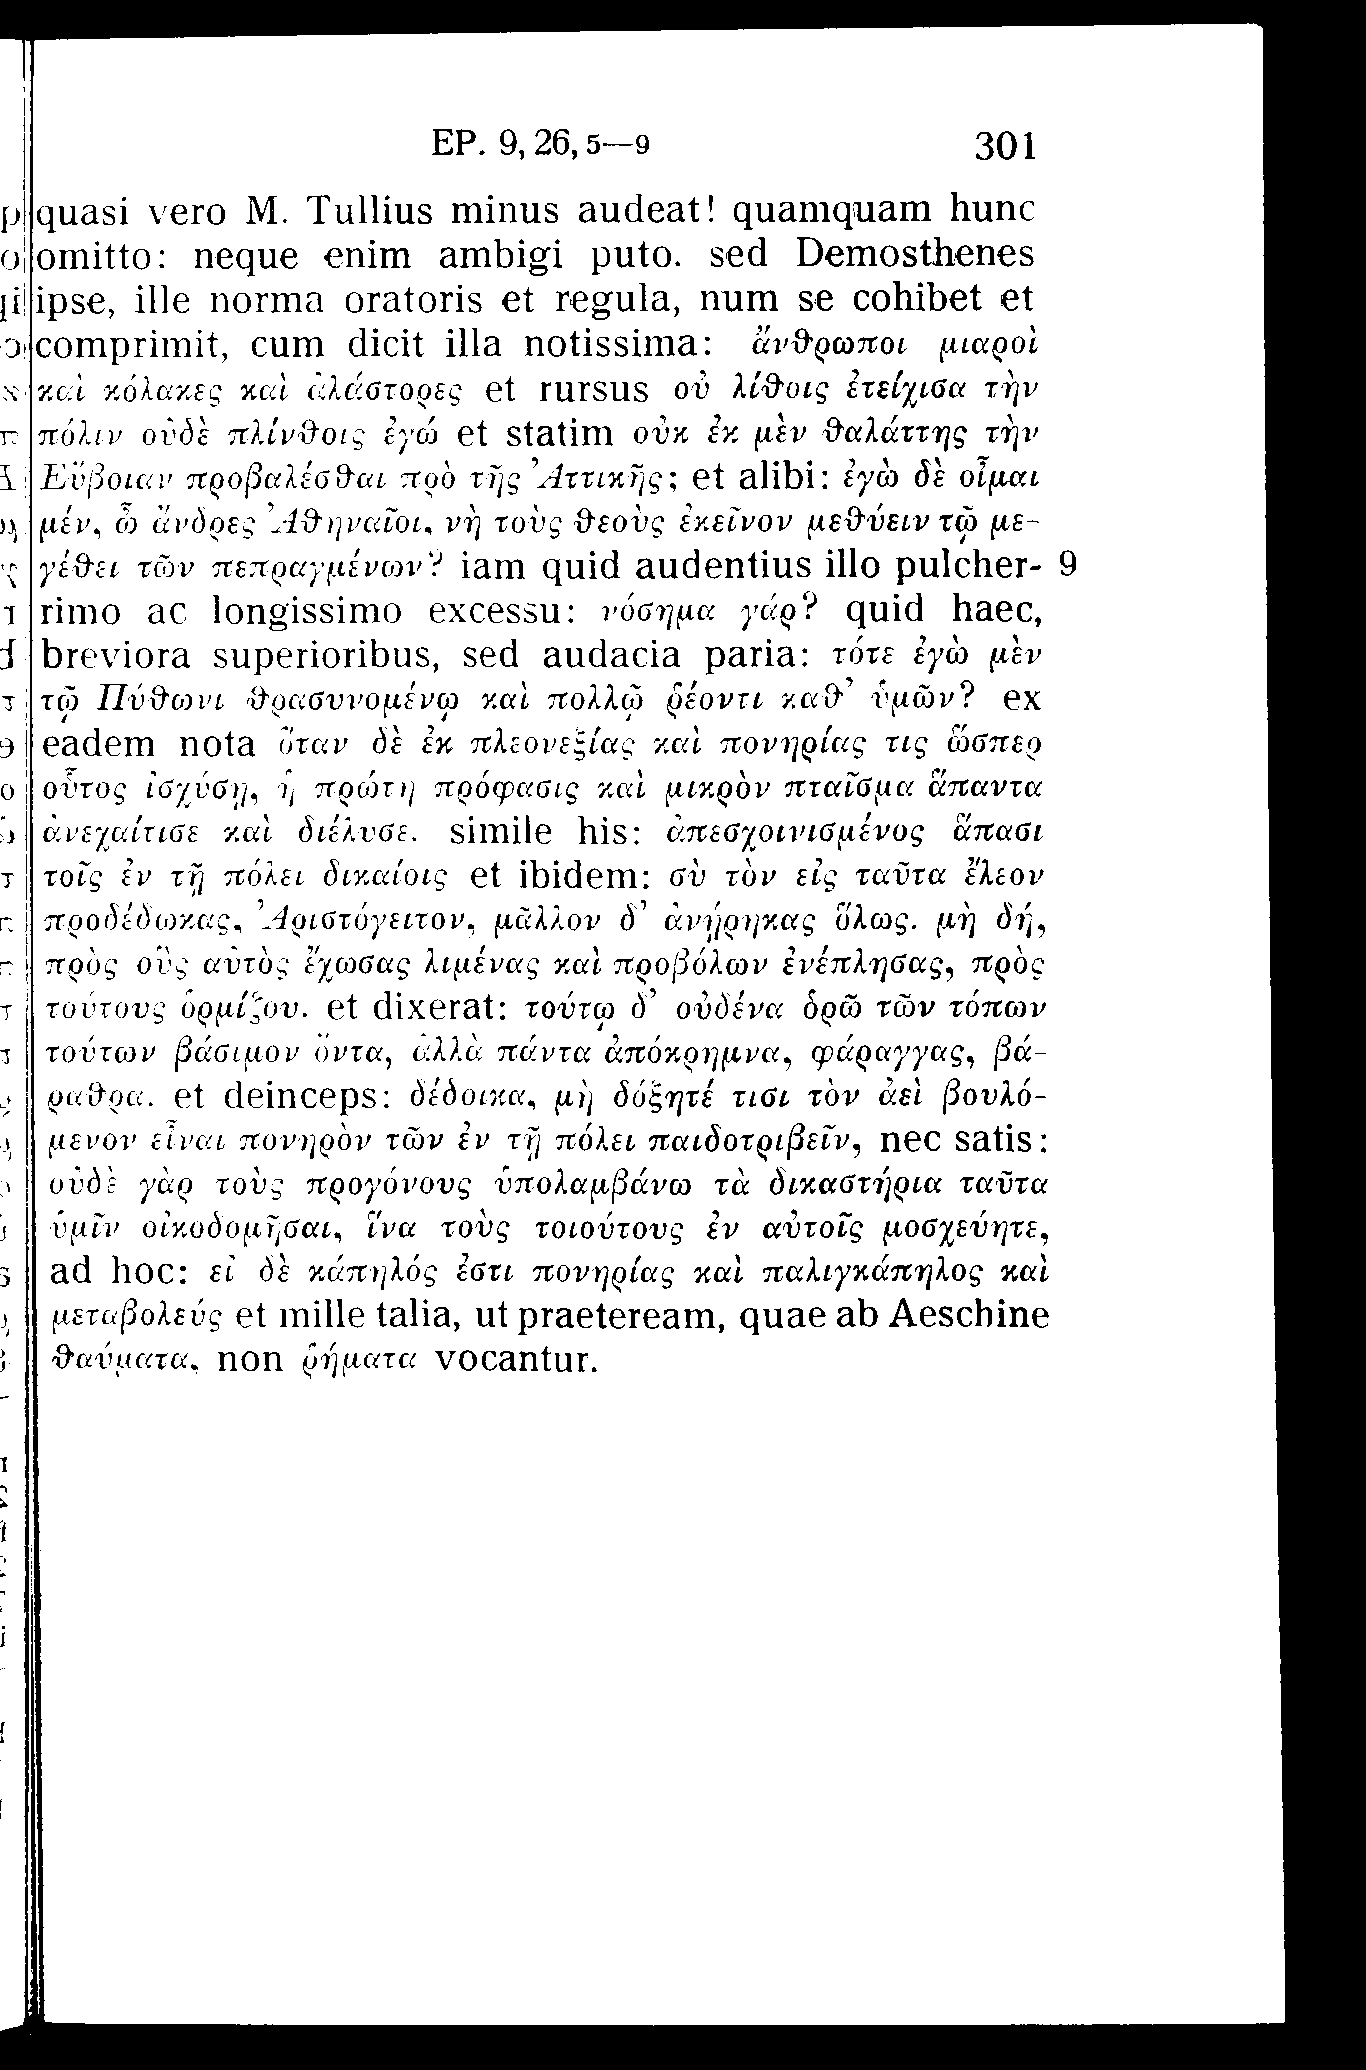 EP. 9, 26, 5—9 301
quasi vero M. Tullius minus audeat! quamquam hunc
omitto: neque enim ambigi puto. sed Demosthenes
ipse, ille norma oratoris et regula, num se cohibet et
comprimit, cum dicit illa notissima: ἄνθρωποι μιαροὶ
καὶ κόλακες καὶ ἀλάστορες et rursus οὐ λίθοις ἐτείχισα τὴν
πόλιν οὐδὲ πλίνθοις ἐγώ et statim οὐκ ἐκ μὲν θαλάττης τὴν
Εὔβοιαν προβαλέσθαι πρὸ τῆς Ἀττικῆς; et alibi: ἐγὼ δὲ οἶμαι
μέν, ὦ ἄνδρες Ἀθηναῖοι, νὴ τοὺς θεοὺς ἐκεῖνον μεθύειν τῷ με-
γέθει τῶν πεπραγμένων? iam quid audentius illo pulcher- 9
rimo ac longissimo excessu: νόσημα γάρ? quid haec,
breviora superioribus, sed audacia paria: τότε ἐγὼ μὲν
τῷ Πύθωνι θρασυνομένῳ καὶ πολλῷ ῥέοντι καθ’ ὑμῶν? ex
eadem nota ὅταν δὲ ἐκ πλεονεξίας καὶ πονηρίας τις ὥσπερ
οὗτος ἰσχύσῃ, ἡ πρώτη πρόφασις καὶ μικρὸν πταῖσμα ἅπαντα
ἀνεχαίτισε καὶ διέλυσε. simile his: ἀπεσχοινισμένος ἅπασι
τοῖς ἐν τῇ πόλει δικαίοις et ibidem: σὺ τὸν εἰς ταῦτα ἔλεον
προδέδωκας, Ἀριστόγειτον, μᾶλλον δ’ ἀνῄρηκας ὅλως. μὴ δή,
πρὸς οὓς αὐτὸς ἔχωσας λιμένας καὶ προβόλων ἐνέπλησας, πρὸς
τούτους ὁρμίζου. et dixerat: τούτῳ δ’ οὐδένα ὁρῶ τῶν τόπων
τούτων βάσιμον ὄντα, ἀλλὰ πάντα ἀπόκρημνα, φάραγγας, βά-
ραθρα. et deinceps: δέδοικα, μὴ δόξητέ τισι τὸν ἀεὶ βουλό-
μενον εἶναι πονηρὸν τῶν ἐν τῇ πόλει παιδοτριβεῖν, nec satis:
οὐδὲ γὰρ τοὺς προγόνους ὑπολαμβάνω τὰ δικαστήρια ταῦτα
ὑμῖν οἰκοδομῆσαι, ἵνα τοὺς τοιούτους ἐν αὐτοῖς μοσχεύητε,
ad hoc: εἰ δὲ κάπηλός ἐστι πονηρίας καὶ παλιγκάπηλος καὶ
μεταβολεύς et mille talia, ut praeteream, quae ab Aeschine
θαύματα, non ῥήματα vocantur.